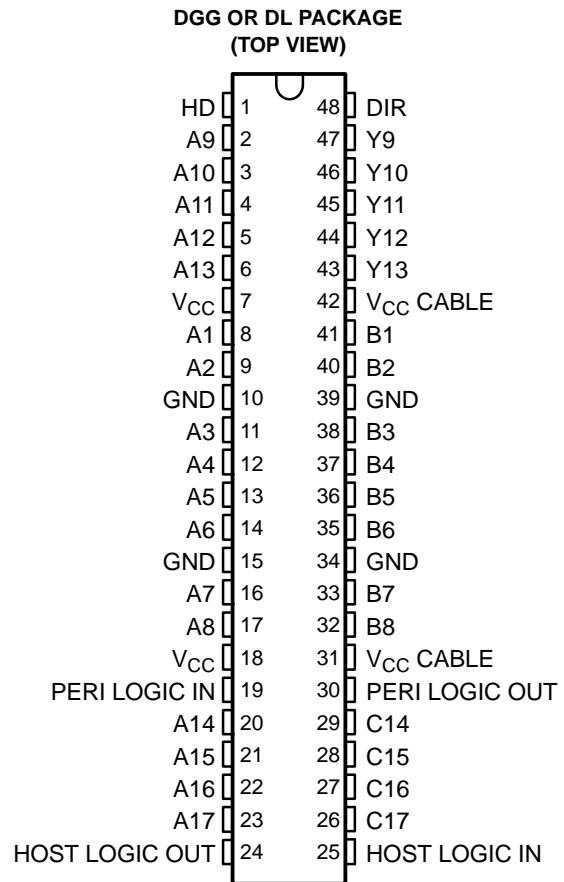 DGG OR DL PACKAGE
(TOP VIEW)
HD 1 48 DIR
A9 2 47 Y9
A10 3 46 Y10
A11 4 45 Y11
A12 5 44 Y12
A13 6 43 Y13
VCC 7 42 VCC CABLE
A1 8 41 B1
A2 9 40 B2
GND 10 39 GND
A3 11 38 B3
A4 12 37 B4
A5 13 36 B5
A6 14 35 B6
GND 15 34 GND
A7 16 33 B7
A8 17 32 B8
VCC 18 31 VCC CABLE
PERI LOGIC IN 19 30 PERI LOGIC OUT
A14 20 29 C14
A15 21 28 C15
A16 22 27 C16
A17 23 26 C17
HOST LOGIC OUT 24 25 HOST LOGIC IN